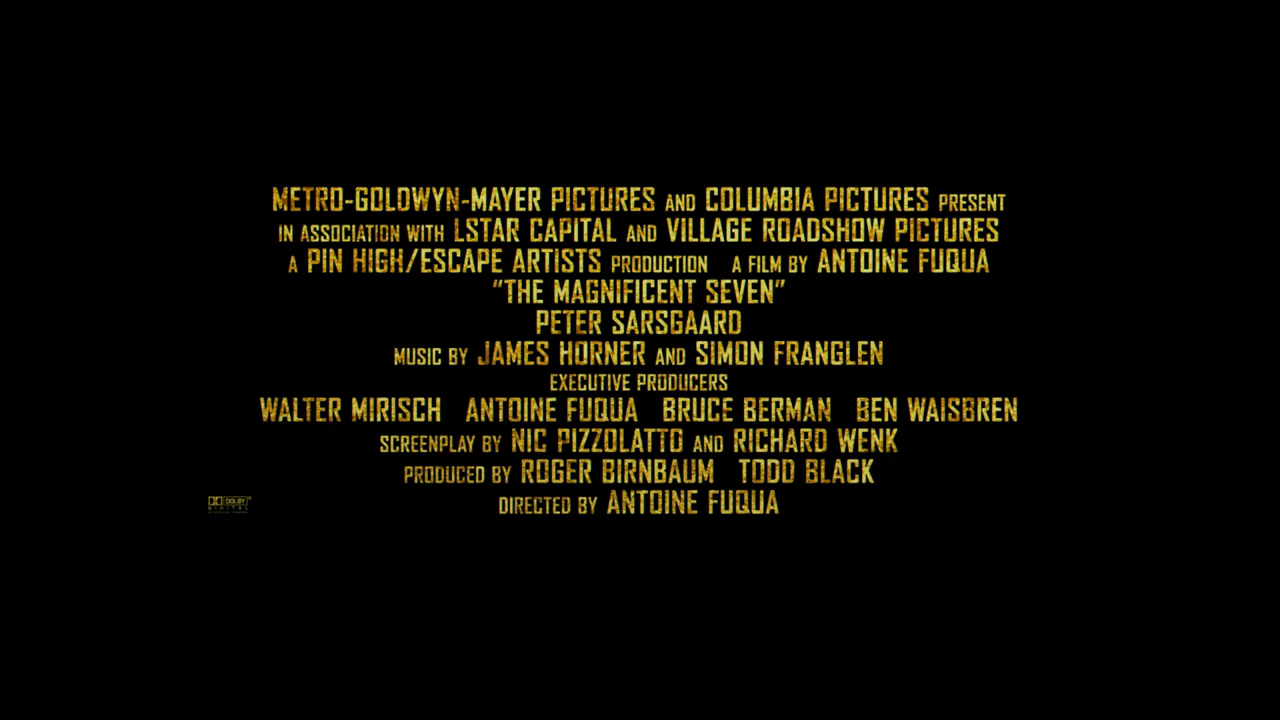 METRO-GOLDWYN-MAYER PICTURES AND COLUMBIA PICTURES PRESENT
IN ASSOCIATION WITH LSTAR CAPITAL AND VILLAGE ROADSHOW PICTURES
A PIN HIGH/ESCAPE ARTISTS PRODUCTION A FILM BY ANTOINE FUQUA
“THE MAGNIFICENT SEVEN”
PETER SARSGAARD
MUSIC BY JAMES HORNER AND SIMON FRANGLEN
EXECUTIVE PRODUCERS
WALTER MIRISCH ANTOINE FUQUA BRUCE BERMAN BEN WAISBREN
SCREENPLAY BY NIC PIZZOLATTO AND RICHARD WENK
PRODUCED BY ROGER BIRNBAUM TODD BLACK
DIRECTED BY ANTOINE FUQUA
DOLBY
DIGITAL